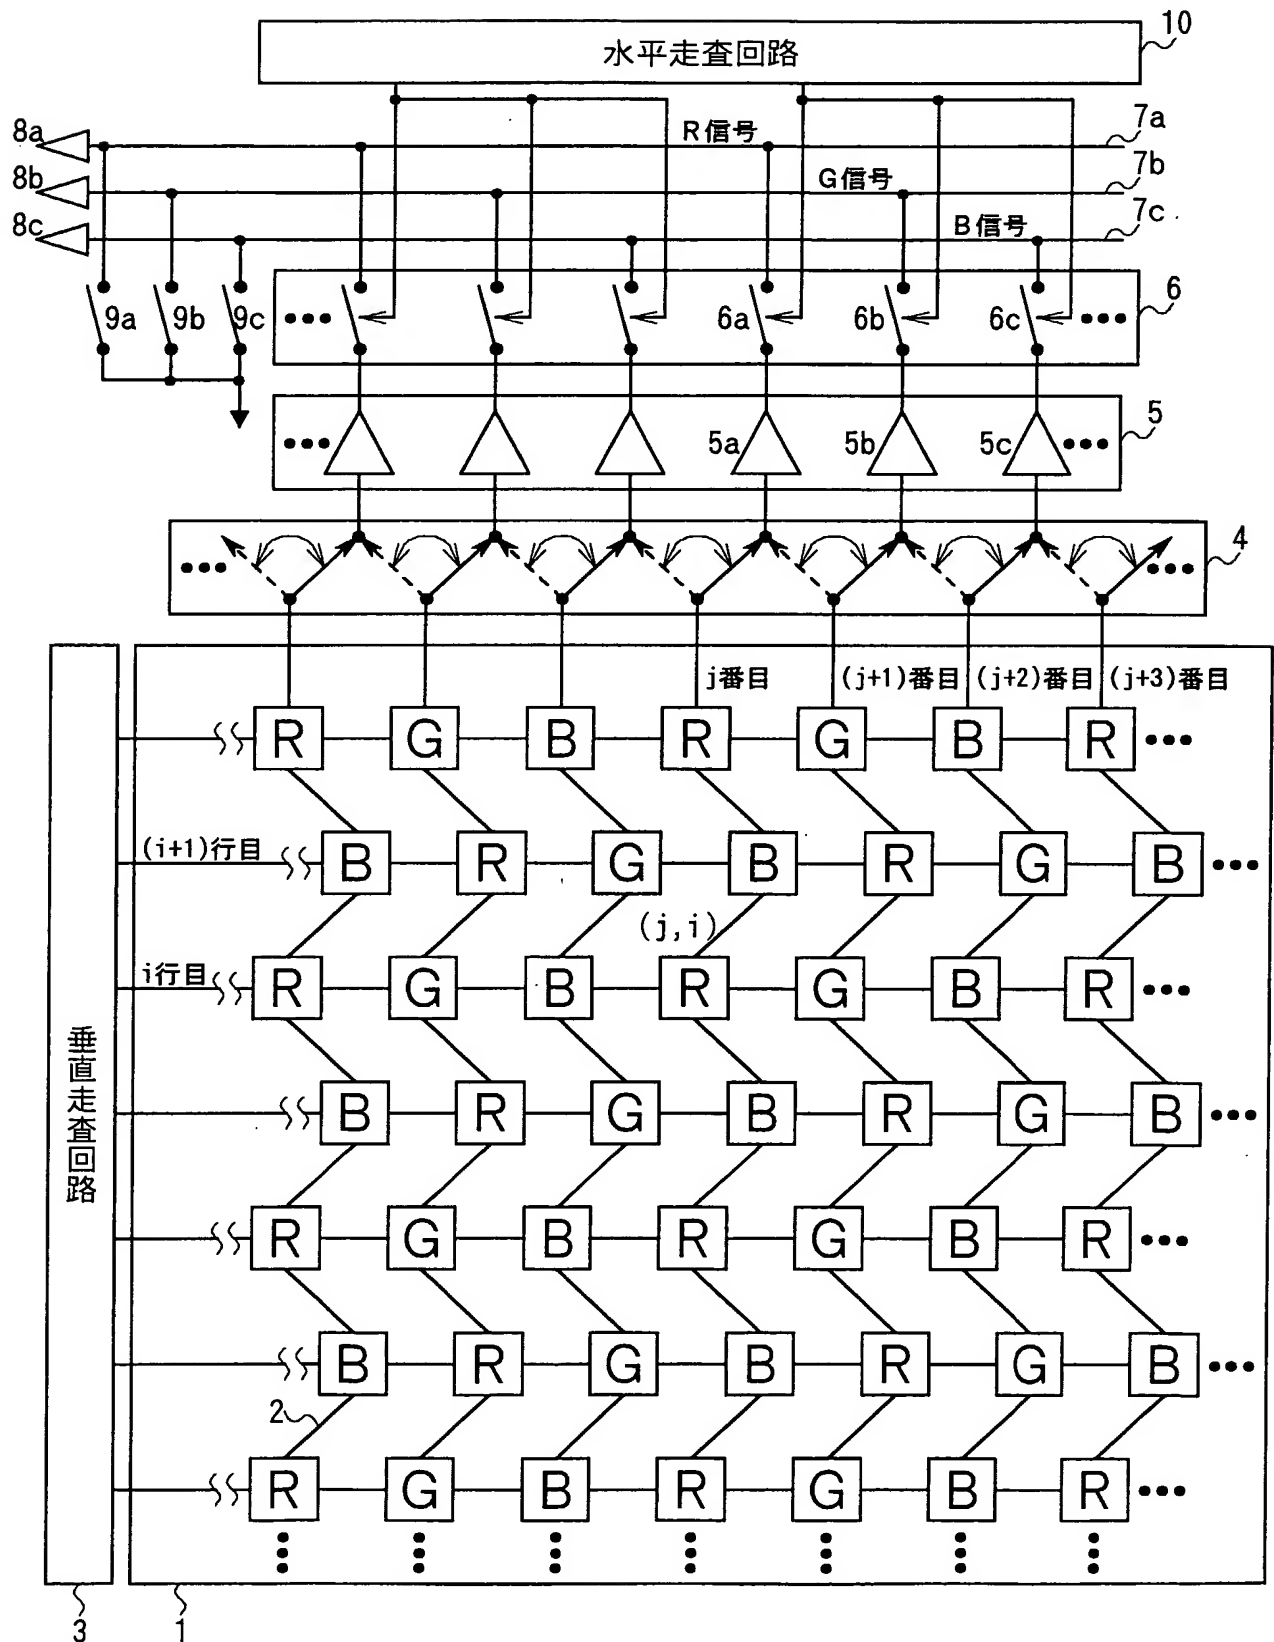 10
水平走査回路
8a
R信号
7a
8b
G信号
7b
8c
B信号
7c
9a
9b
9c
6a
6b
6c
6
5a
5b
5c
5
4
j番目
(j+1)番目
(j+2)番目
(j+3)番目
R G B R G B R
(i+1)行目
B R G B R G B
(j,i)
i行目
R G B R G B R
垂直走査回路
B R G B R G B
R G B R G B R
B R G B R G B
2
R G B R G B R
3
1